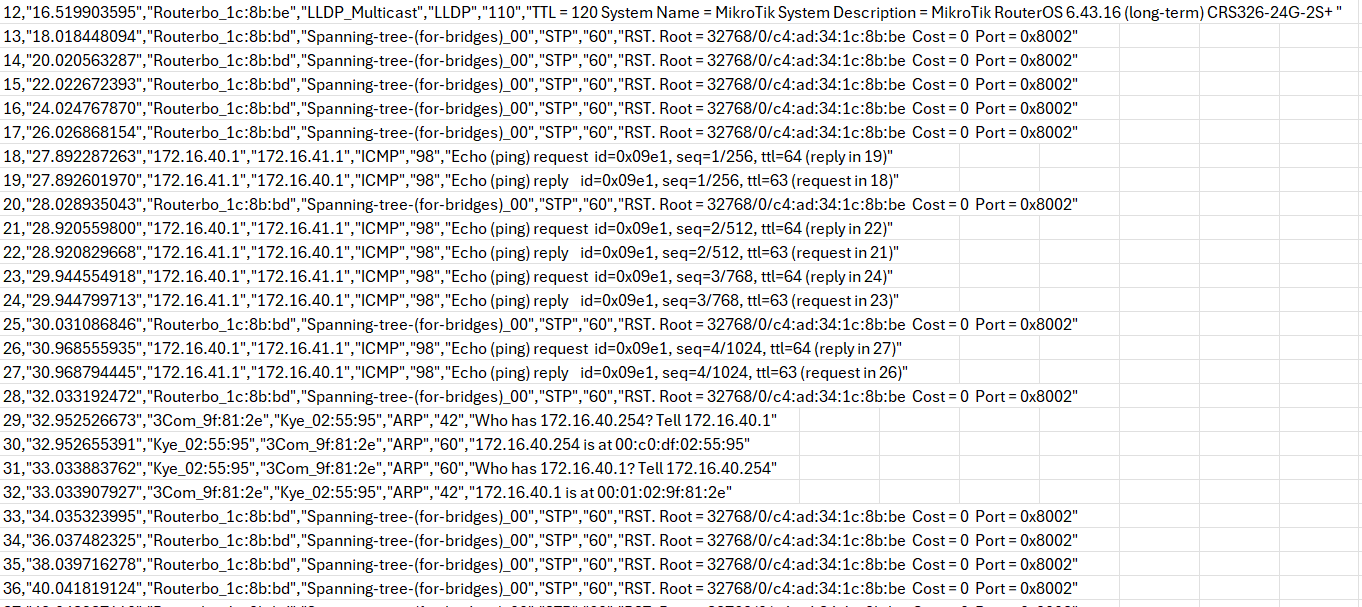 12,"16.519903595","Routerbo_1c:8b:be","LLDP_Multicast","LLDP","110","TTL = 120 System Name = MikroTik System Description = MikroTik RouterOS 6.43.16 (long-term) CRS326-24G-2S+ "
13,"18.018448094","Routerbo_1c:8b:bd","Spanning-tree-(for-bridges)_00","STP","60","RST. Root = 32768/0/c4:ad:34:1c:8b:be  Cost = 0  Port = 0x8002"
14,"20.020563287","Routerbo_1c:8b:bd","Spanning-tree-(for-bridges)_00","STP","60","RST. Root = 32768/0/c4:ad:34:1c:8b:be  Cost = 0  Port = 0x8002"
15,"22.022672393","Routerbo_1c:8b:bd","Spanning-tree-(for-bridges)_00","STP","60","RST. Root = 32768/0/c4:ad:34:1c:8b:be  Cost = 0  Port = 0x8002"
16,"24.024767870","Routerbo_1c:8b:bd","Spanning-tree-(for-bridges)_00","STP","60","RST. Root = 32768/0/c4:ad:34:1c:8b:be  Cost = 0  Port = 0x8002"
17,"26.026868154","Routerbo_1c:8b:bd","Spanning-tree-(for-bridges)_00","STP","60","RST. Root = 32768/0/c4:ad:34:1c:8b:be  Cost = 0  Port = 0x8002"
18,"27.892287263","172.16.40.1","172.16.41.1","ICMP","98","Echo (ping) request  id=0x09e1, seq=1/256, ttl=64 (reply in 19)"
19,"27.892601970","172.16.41.1","172.16.40.1","ICMP","98","Echo (ping) reply    id=0x09e1, seq=1/256, ttl=63 (request in 18)"
20,"28.028935043","Routerbo_1c:8b:bd","Spanning-tree-(for-bridges)_00","STP","60","RST. Root = 32768/0/c4:ad:34:1c:8b:be  Cost = 0  Port = 0x8002"
21,"28.920559800","172.16.40.1","172.16.41.1","ICMP","98","Echo (ping) request  id=0x09e1, seq=2/512, ttl=64 (reply in 22)"
22,"28.920829668","172.16.41.1","172.16.40.1","ICMP","98","Echo (ping) reply    id=0x09e1, seq=2/512, ttl=63 (request in 21)"
23,"29.944554918","172.16.40.1","172.16.41.1","ICMP","98","Echo (ping) request  id=0x09e1, seq=3/768, ttl=64 (reply in 24)"
24,"29.944799713","172.16.41.1","172.16.40.1","ICMP","98","Echo (ping) reply    id=0x09e1, seq=3/768, ttl=63 (request in 23)"
25,"30.031086846","Routerbo_1c:8b:bd","Spanning-tree-(for-bridges)_00","STP","60","RST. Root = 32768/0/c4:ad:34:1c:8b:be  Cost = 0  Port = 0x8002"
26,"30.968555935","172.16.40.1","172.16.41.1","ICMP","98","Echo (ping) request  id=0x09e1, seq=4/1024, ttl=64 (reply in 27)"
27,"30.968794445","172.16.41.1","172.16.40.1","ICMP","98","Echo (ping) reply    id=0x09e1, seq=4/1024, ttl=63 (request in 26)"
28,"32.033192472","Routerbo_1c:8b:bd","Spanning-tree-(for-bridges)_00","STP","60","RST. Root = 32768/0/c4:ad:34:1c:8b:be  Cost = 0  Port = 0x8002"
29,"32.952526673","3Com_9f:81:2e","Kye_02:55:95","ARP","42","Who has 172.16.40.254? Tell 172.16.40.1"
30,"32.952655391","Kye_02:55:95","3Com_9f:81:2e","ARP","60","172.16.40.254 is at 00:c0:df:02:55:95"
31,"33.033883762","Kye_02:55:95","3Com_9f:81:2e","ARP","60","Who has 172.16.40.1? Tell 172.16.40.254"
32,"33.033907927","3Com_9f:81:2e","Kye_02:55:95","ARP","42","172.16.40.1 is at 00:01:02:9f:81:2e"
33,"34.035323995","Routerbo_1c:8b:bd","Spanning-tree-(for-bridges)_00","STP","60","RST. Root = 32768/0/c4:ad:34:1c:8b:be  Cost = 0  Port = 0x8002"
34,"36.037482325","Routerbo_1c:8b:bd","Spanning-tree-(for-bridges)_00","STP","60","RST. Root = 32768/0/c4:ad:34:1c:8b:be  Cost = 0  Port = 0x8002"
35,"38.039716278","Routerbo_1c:8b:bd","Spanning-tree-(for-bridges)_00","STP","60","RST. Root = 32768/0/c4:ad:34:1c:8b:be  Cost = 0  Port = 0x8002"
36,"40.041819124","Routerbo_1c:8b:bd","Spanning-tree-(for-bridges)_00","STP","60","RST. Root = 32768/0/c4:ad:34:1c:8b:be  Cost = 0  Port = 0x8002"